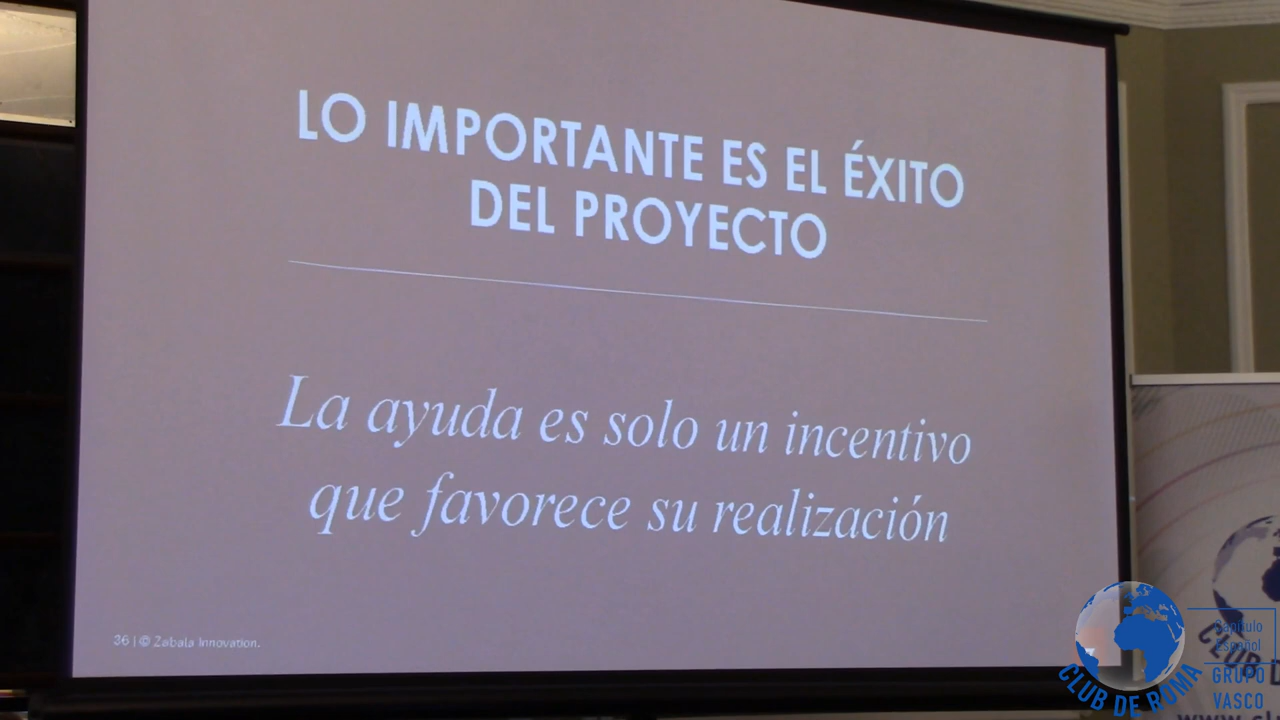 LO IMPORTANTE ES EL ÉXITO
DEL PROYECTO
La ayuda es solo un incentivo
que favorece su realización
36 | © Zabala Innovation.
Capítulo
Español
GRUPO
VASCO
CLUB DE ROMA